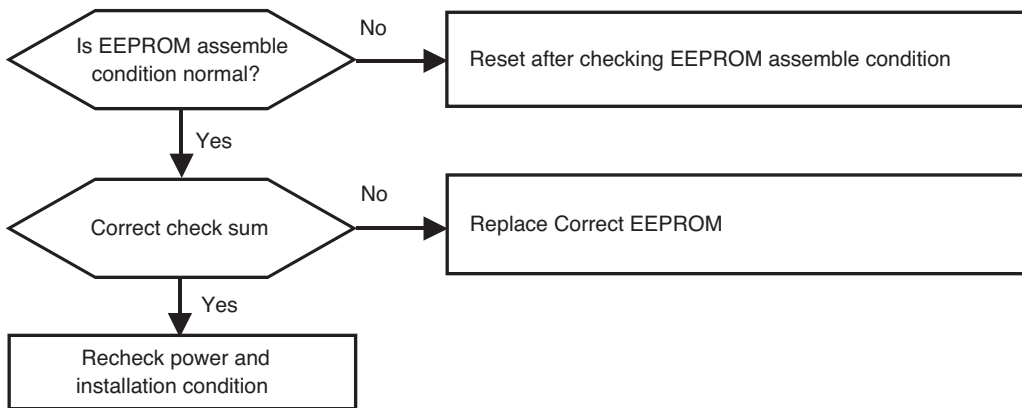 Is EEPROM assemble
condition normal?
No
Reset after checking EEPROM assemble condition
Yes
Correct check sum
No
Replace Correct EEPROM
Yes
Recheck power and
installation condition